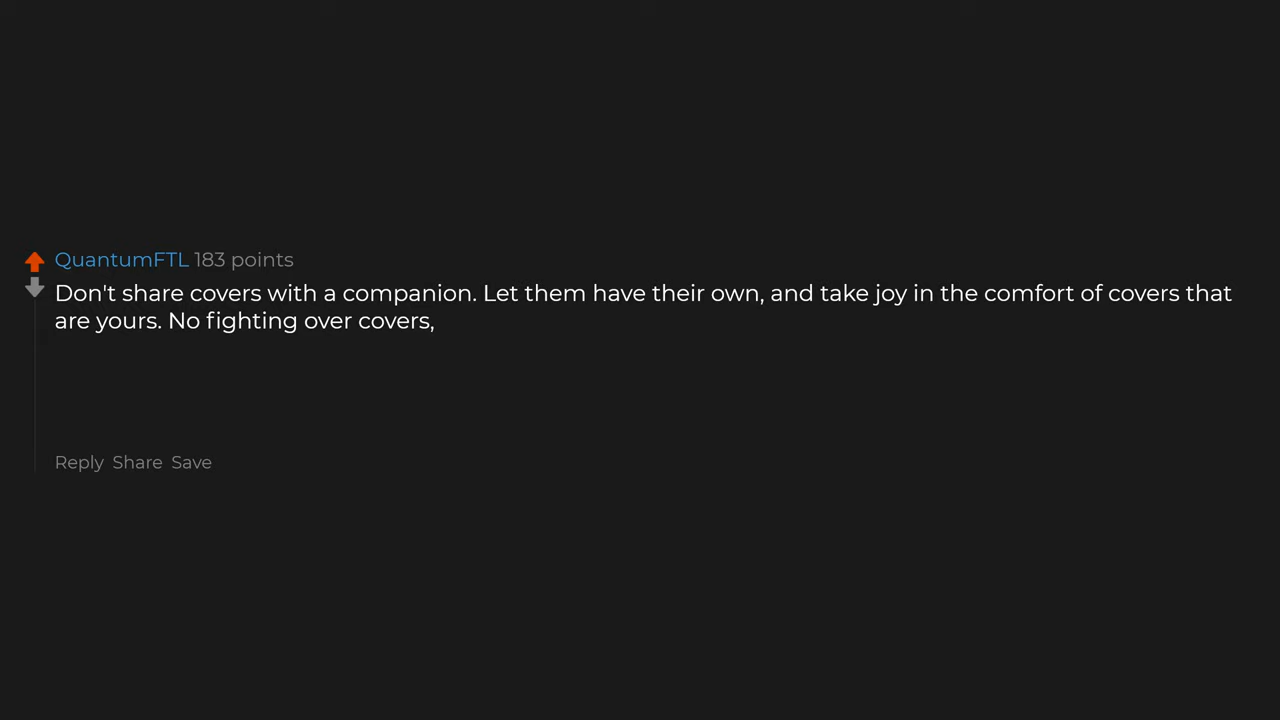 QuantumFTL 183 points
Don't share covers with a companion. Let them have their own, and take joy in the comfort of covers that
are yours. No fighting over covers,
Reply Share Save